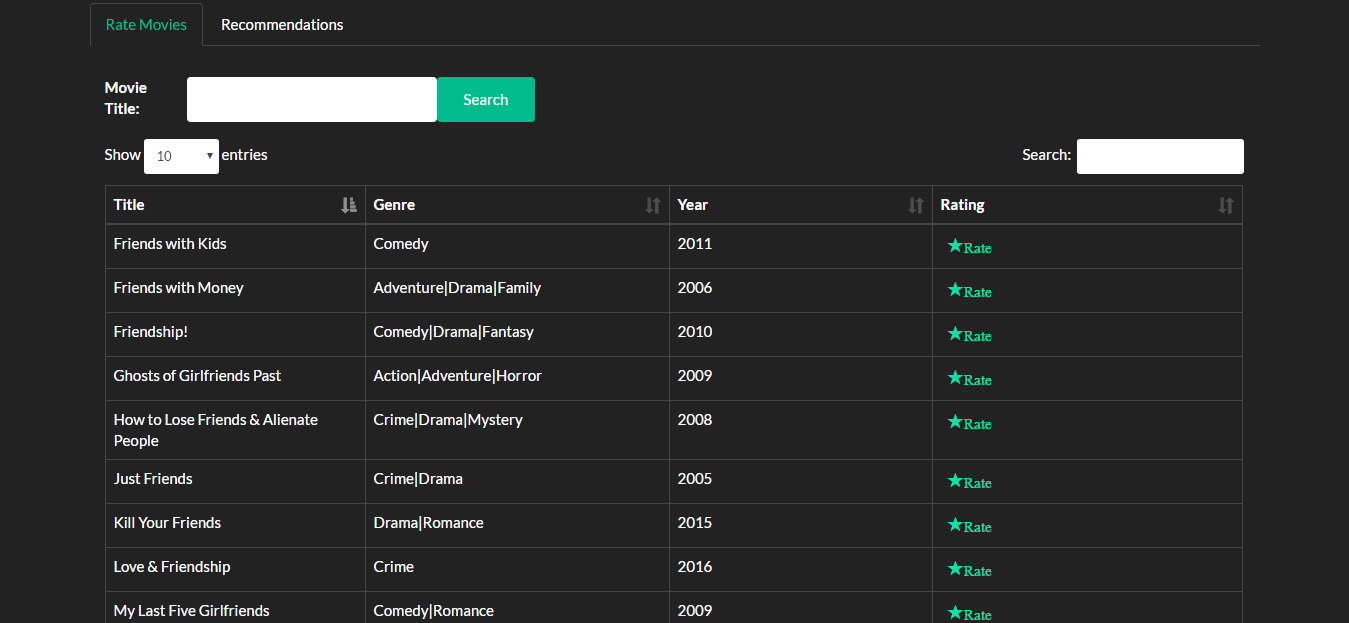 Rate Movies Recommendations
Movie
Title:
Search
Show 10 entries Search:
Title Genre Year Rating
Friends with Kids Comedy 2011 Rate
Friends with Money Adventure|Drama|Family 2006 Rate
Friendship! Comedy|Drama|Fantasy 2010 Rate
Ghosts of Girlfriends Past Action|Adventure|Horror 2009 Rate
How to Lose Friends & Alienate Crime|Drama|Mystery 2008 Rate
People
Just Friends Crime|Drama 2005 Rate
Kill Your Friends Drama|Romance 2015 Rate
Love & Friendship Crime 2016 Rate
My Last Five Girlfriends Comedy|Romance 2009 Rate